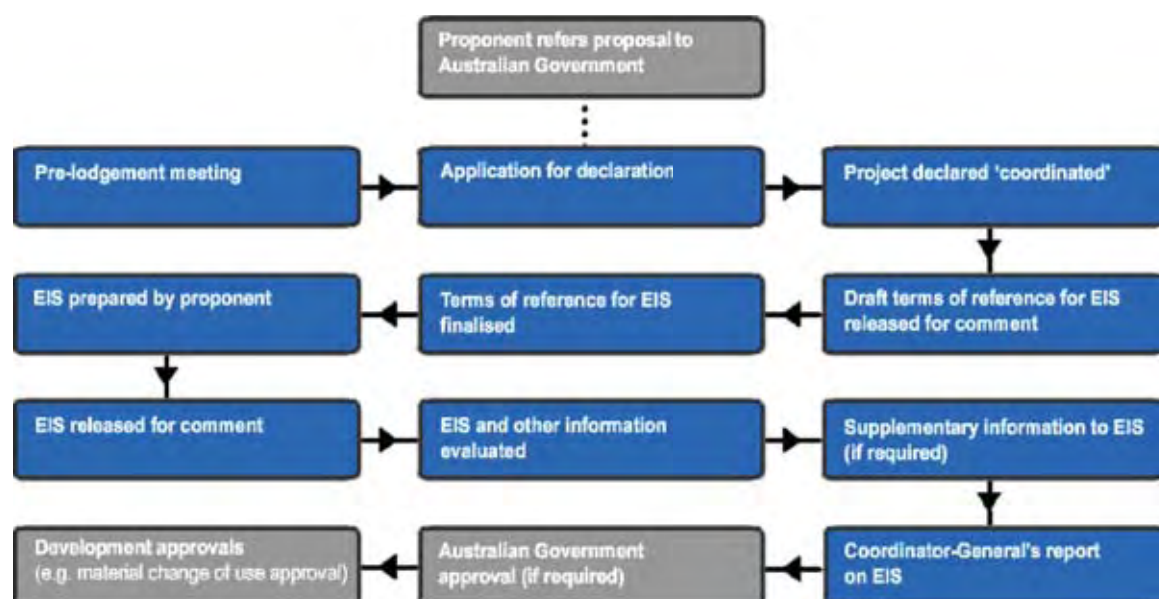 Proponent refers proposal to
Australian Government
Pre-lodgement meeting
Application for declaration
Project declared 'coordinated'
Draft terms of reference for EIS
released for comment
Terms of reference for EIS
finalised
EIS prepared by proponent
EIS released for comment
EIS and other information
evaluated
Supplementary information to EIS
(if required)
Coordinator-General's report
on EIS
Australian Government
approval (if required)
Development approvals
(e.g. material change of use approval)